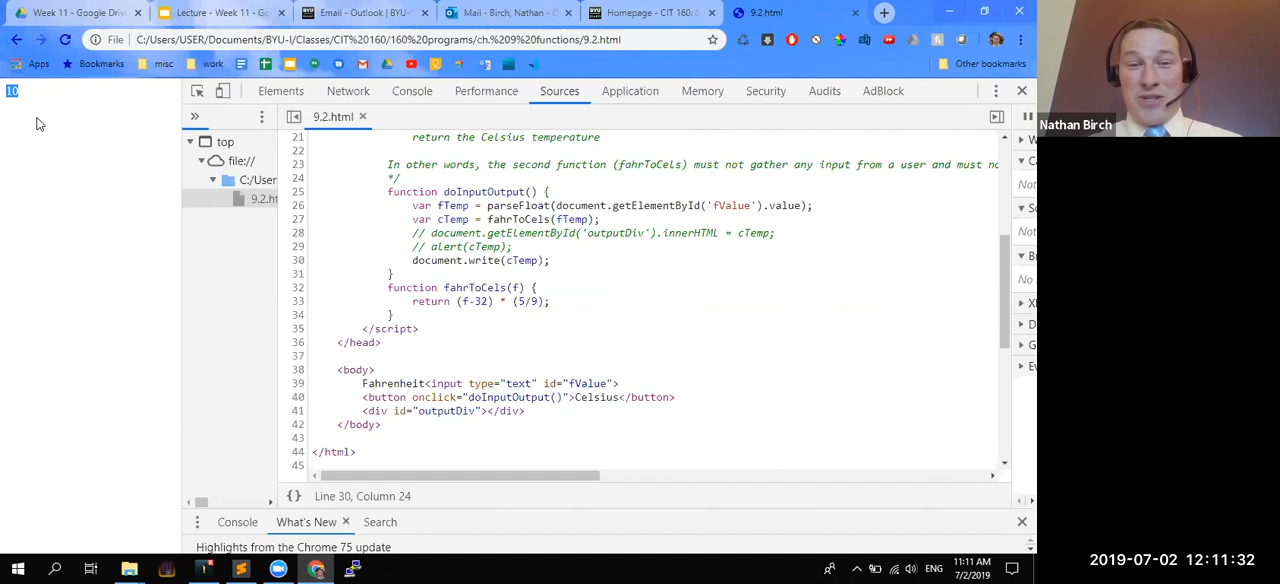 Week 11 - Google Driv
Lecture - Week 11 - Go
Email - Outlook | BYU-
Mail - Birch, Nathan - O
Homepage - CIT 160:
9.2.html
File
C:/Users/USER/Documents/BYU-I/Classes/CIT%20160/160%20programs/ch.%209%20functions/9.2.html
Apps
Bookmarks
misc
work
Other bookmarks
10
Elements
Network
Console
Performance
Sources
Application
Memory
Security
Audits
AdBlock
»
9.2.html
top
file://
C:/User
9.2.ht
21 return the Celsius temperature
22
23 In other words, the second function (fahrToCels) must not gather any input from a user and must no
24 */
25 function doInputOutput() {
26 var fTemp = parseFloat(document.getElementById('fValue').value);
27 var cTemp = fahrToCels(fTemp);
28 // document.getElementById('outputDiv').innerHTML = cTemp;
29 // alert(cTemp);
30 document.write(cTemp);
31 }
32 function fahrToCels(f) {
33 return (f-32) * (5/9);
34 }
35 </script>
36 </head>
37
38 <body>
39 Fahrenheit<input type="text" id="fValue">
40 <button onclick="doInputOutput()">Celsius</button>
41 <div id="outputDiv"></div>
42 </body>
43
44 </html>
45
{} Line 30, Column 24
W
Ca
Not
Sc
Not
Br
Not
XI
D
G
Ev
Console
What's New
Search
Highlights from the Chrome 75 update
ENG
11:11 AM
7/2/2019
Nathan Birch
2019-07-02 12:11:32